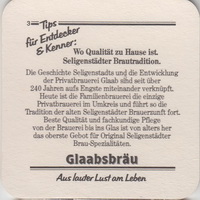 3 Tips
für Entdecker
& Kenner:
Wo Qualität zu Hause ist.
Seligenstädter Brautradition.
Die Geschichte Seligenstadts und die Entwicklung
der Privatbrauerei Glaab sind seit über
240 Jahren aufs Engste miteinander verknüpft.
Heute ist die Familienbrauerei die einzige
Privatbrauerei im Umkreis und führt so die
Tradition der alten Seligenstädter Braurezunft fort.
Beste Qualität und fachkundige Pflege
von der Brauerei bis ins Glas ist von alters her
das oberste Gebot für Original Seligenstädter
Brau-Spezialitäten.
Glaabsbräu
Aus lauter Lust am Leben